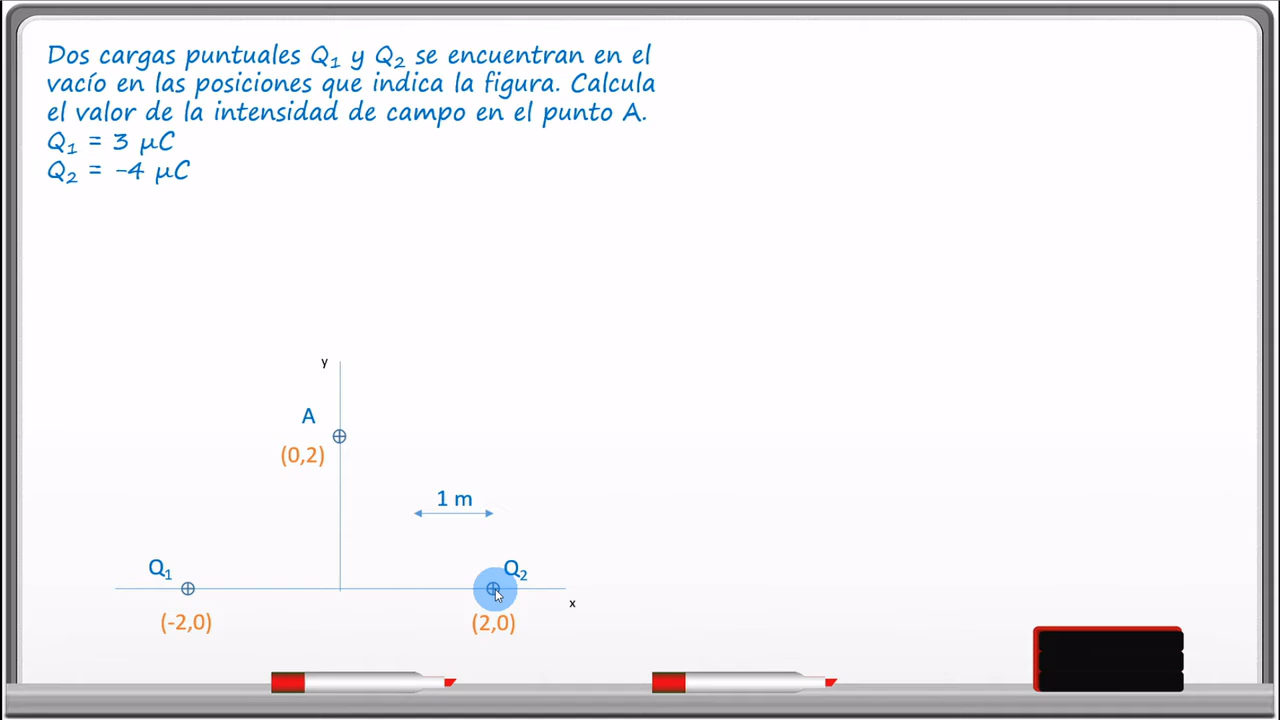 Dos cargas puntuales Q₁ y Q₂ se encuentran en el
vacío en las posiciones que indica la figura. Calcula
el valor de la intensidad de campo en el punto A.
Q₁ = 3 μC
Q₂ = -4 μC
y
A
(0,2)
1 m
Q₁
Q₂
x
(-2,0)
(2,0)